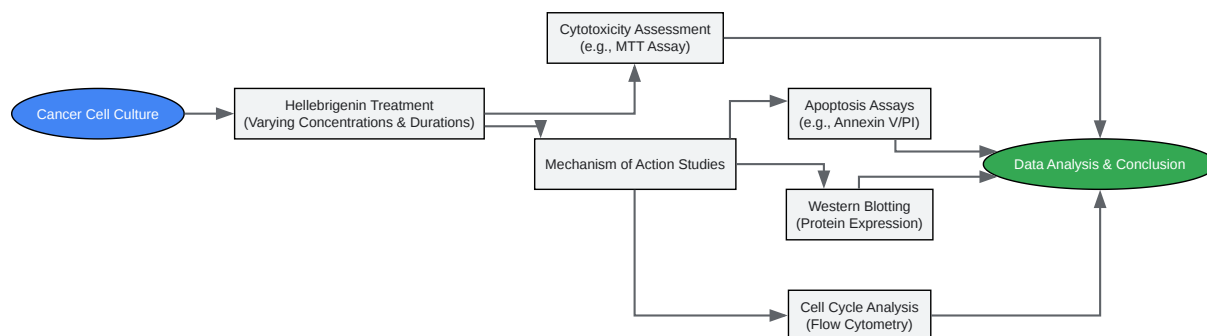 Cancer Cell Culture
Hellebrigenin Treatment
(Varying Concentrations & Durations)
Cytotoxicity Assessment
(e.g., MTT Assay)
Mechanism of Action Studies
Apoptosis Assays
(e.g., Annexin V/PI)
Western Blotting
(Protein Expression)
Cell Cycle Analysis
(Flow Cytometry)
Data Analysis & Conclusion